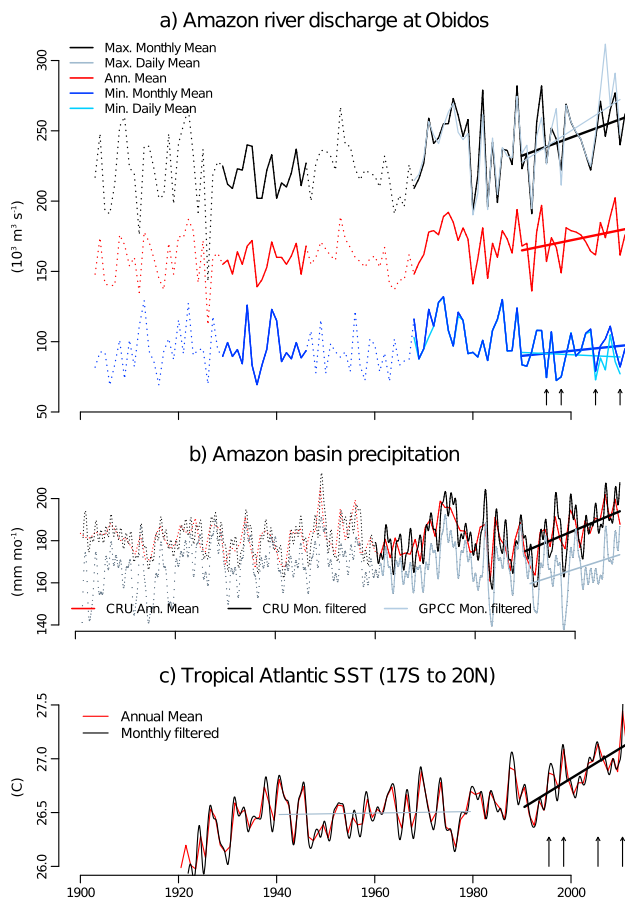 a) Amazon river discharge at Obidos
Max. Monthly Mean
Max. Daily Mean
Ann. Mean
Min. Monthly Mean
Min. Daily Mean
300
250
200
150
100
50
(10³ m³ s⁻¹)
b) Amazon basin precipitation
200
180
160
140
(mm mo⁻¹)
CRU Ann. Mean CRU Mon. filtered GPCC Mon. filtered
c) Tropical Atlantic SST (17S to 20N)
Annual Mean
Monthly filtered
27.5
27.0
26.5
26.0
(C)
1900 1920 1940 1960 1980 2000